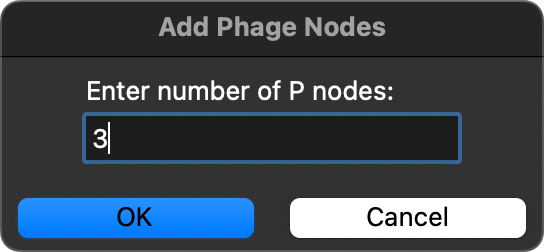 Add Phage Nodes
Enter number of P nodes:
3
OK
Cancel